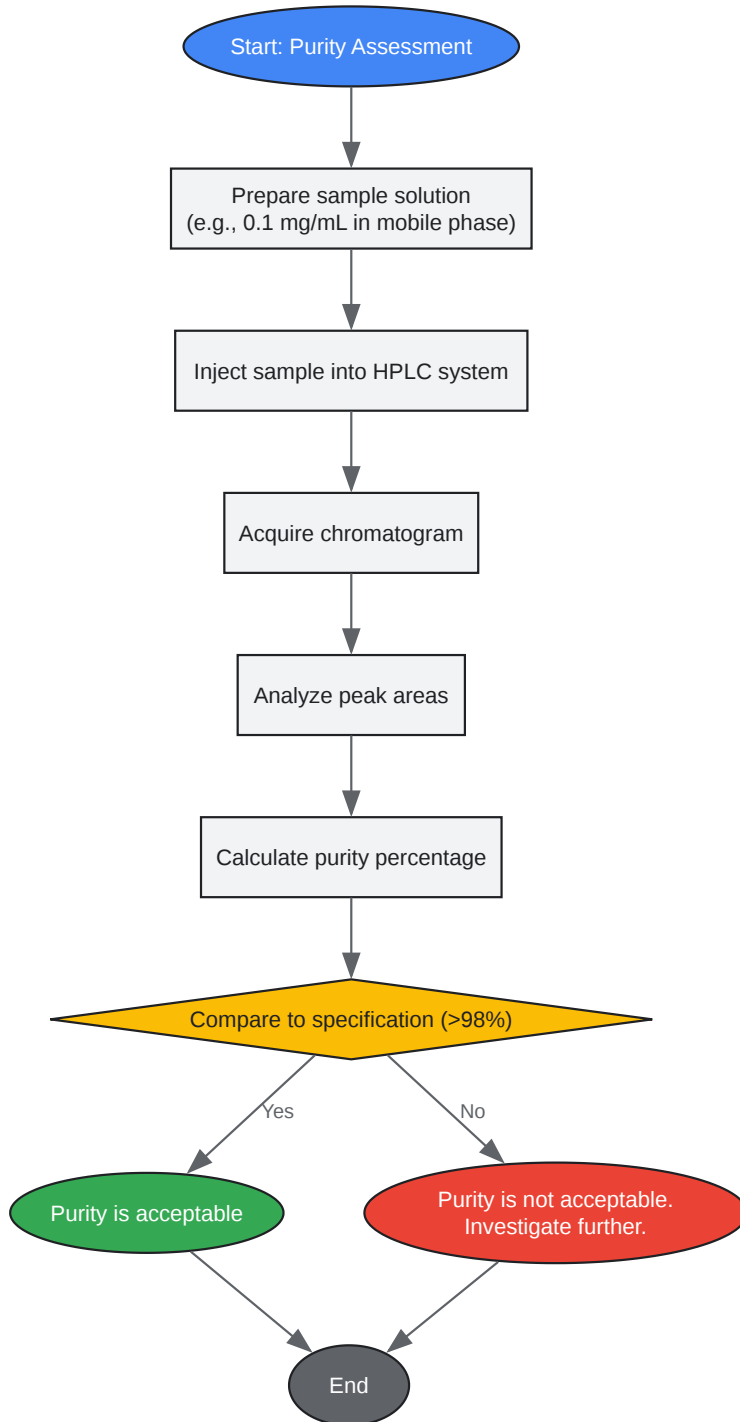 Start: Purity Assessment
Prepare sample solution
(e.g., 0.1 mg/mL in mobile phase)
Inject sample into HPLC system
Acquire chromatogram
Analyze peak areas
Calculate purity percentage
Compare to specification (>98%)
Yes
No
Purity is acceptable
Purity is not acceptable.
Investigate further.
End